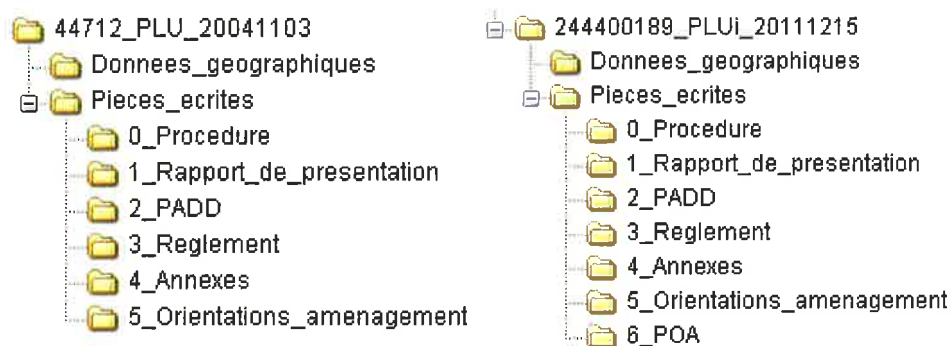 44712_PLU_20041103
Donnees_geographiques
Pieces_ecrites
0_Procedure
1_Rapport_de_presentation
2_PADD
3_Reglement
4_Annexes
5_Orientations_amenagement
244400189_PLUi_20111215
Donnees_geographiques
Pieces_ecrites
0_Procedure
1_Rapport_de_presentation
2_PADD
3_Reglement
4_Annexes
5_Orientations_amenagement
6_POA